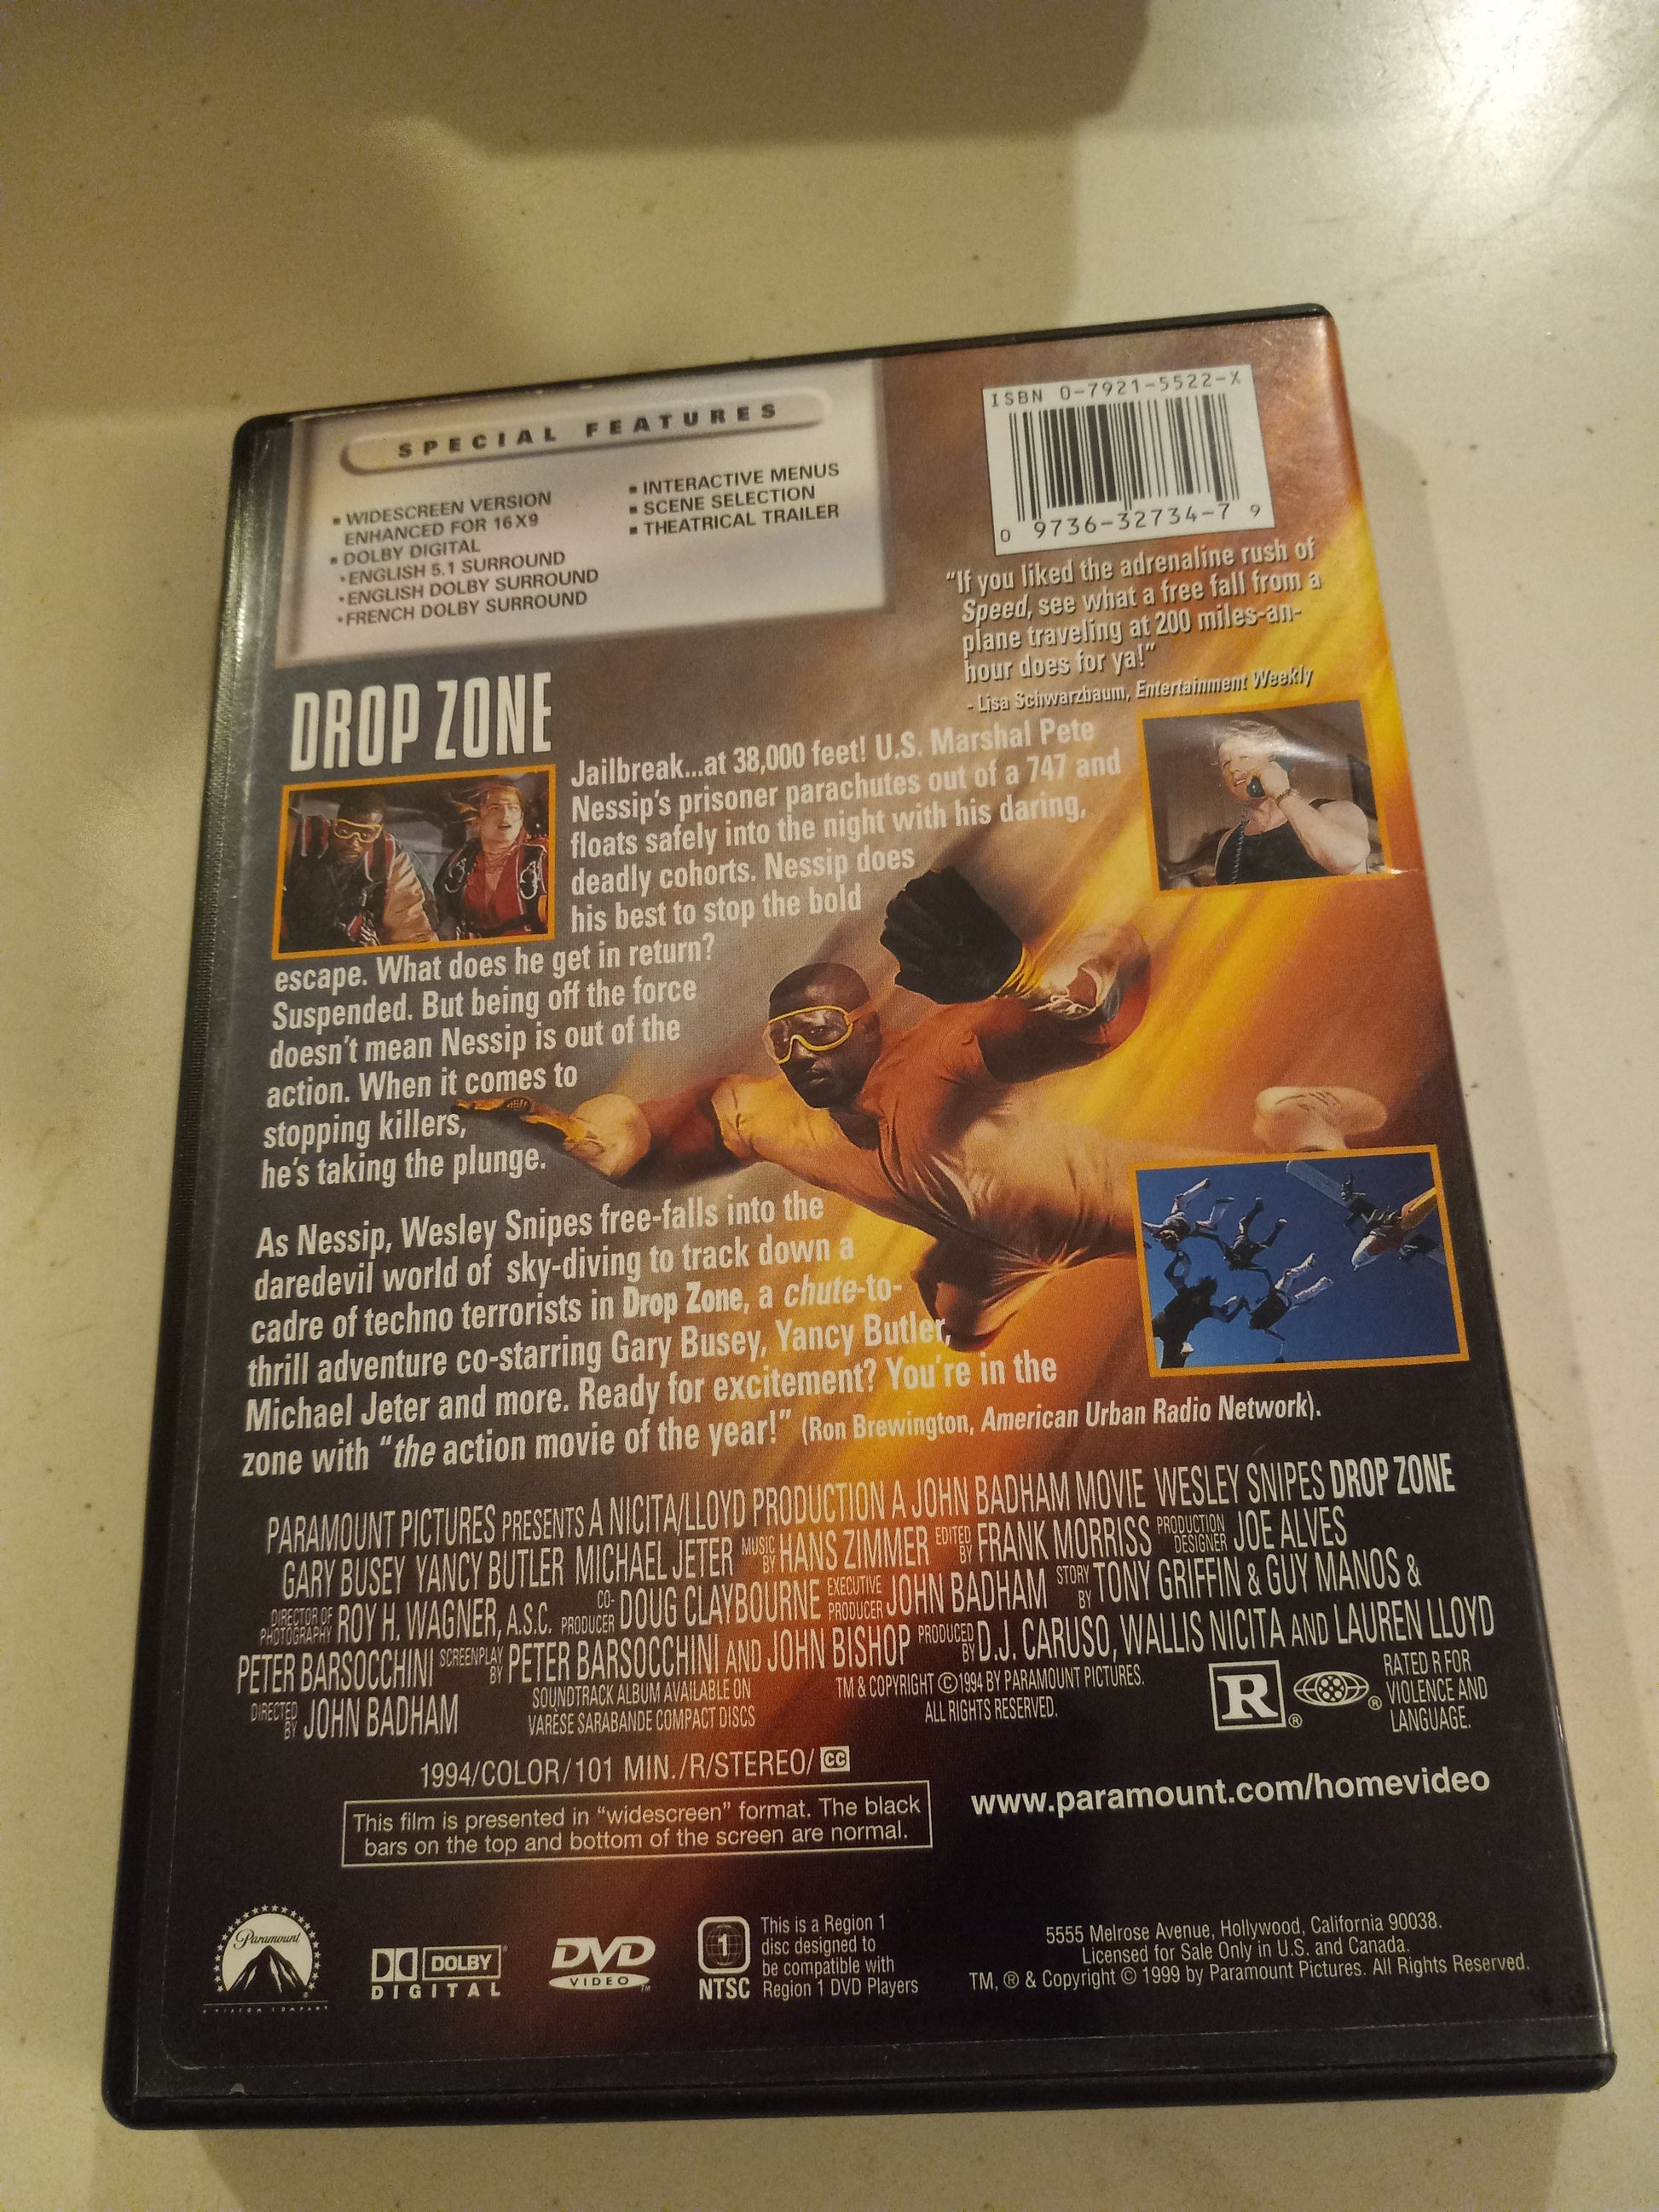 SPECIAL FEATURES
▪ WIDESCREEN VERSION
ENHANCED FOR 16X9
▪ DOLBY DIGITAL
•ENGLISH 5.1 SURROUND
•ENGLISH DOLBY SURROUND
•FRENCH DOLBY SURROUND
▪ INTERACTIVE MENUS
▪ SCENE SELECTION
▪ THEATRICAL TRAILER
ISBN 0-7921-5522-X
0 9736-32734-7 9
"If you liked the adrenaline rush of
Speed, see what a free fall from a
plane traveling at 200 miles-an-
hour does for ya!"
- Lisa Schwarzbaum, Entertainment Weekly
DROP ZONE
Jailbreak...at 38,000 feet! U.S. Marshal Pete
Nessip's prisoner parachutes out of a 747 and
floats safely into the night with his daring,
deadly cohorts. Nessip does
his best to stop the bold
escape. What does he get in return?
Suspended. But being off the force
doesn't mean Nessip is out of the
action. When it comes to
stopping killers,
he's taking the plunge.
As Nessip, Wesley Snipes free-falls into the
daredevil world of sky-diving to track down a
cadre of techno terrorists in Drop Zone, a chute-to-
thrill adventure co-starring Gary Busey, Yancy Butler,
Michael Jeter and more. Ready for excitement? You're in the
zone with "the action movie of the year!" (Ron Brewington, American Urban Radio Network).
PARAMOUNT PICTURES PRESENTS A NICITA/LLOYD PRODUCTION A JOHN BADHAM MOVIE WESLEY SNIPES DROP ZONE
GARY BUSEY YANCY BUTLER MICHAEL JETER MUSIC BY HANS ZIMMER EDITED BY FRANK MORRISS PRODUCTION DESIGNER JOE ALVES
DIRECTOR OF PHOTOGRAPHY ROY H. WAGNER, A.S.C. CO-PRODUCER DOUG CLAYBOURNE EXECUTIVE PRODUCER JOHN BADHAM STORY BY TONY GRIFFIN & GUY MANOS &
PETER BARSOCCHINI SCREENPLAY BY PETER BARSOCCHINI AND JOHN BISHOP PRODUCED BY D.J. CARUSO, WALLIS NICITA AND LAUREN LLOYD
DIRECTED BY JOHN BADHAM
SOUNDTRACK ALBUM AVAILABLE ON
VARÈSE SARABANDE COMPACT DISCS
TM & COPYRIGHT ©1994 BY PARAMOUNT PICTURES.
ALL RIGHTS RESERVED.
R ® ®
RATED R FOR
VIOLENCE AND
LANGUAGE.
1994/COLOR/101 MIN./R/STEREO/ CC
This film is presented in "widescreen" format. The black
bars on the top and bottom of the screen are normal.
www.paramount.com/homevideo
Paramount ®
A VIACOM COMPANY
DOLBY ®
DIGITAL
DVD
VIDEO ™
1
NTSC
This is a Region 1
disc designed to
be compatible with
Region 1 DVD Players
5555 Melrose Avenue, Hollywood, California 90038.
Licensed for Sale Only in U.S. and Canada.
TM, ® & Copyright © 1999 by Paramount Pictures. All Rights Reserved.